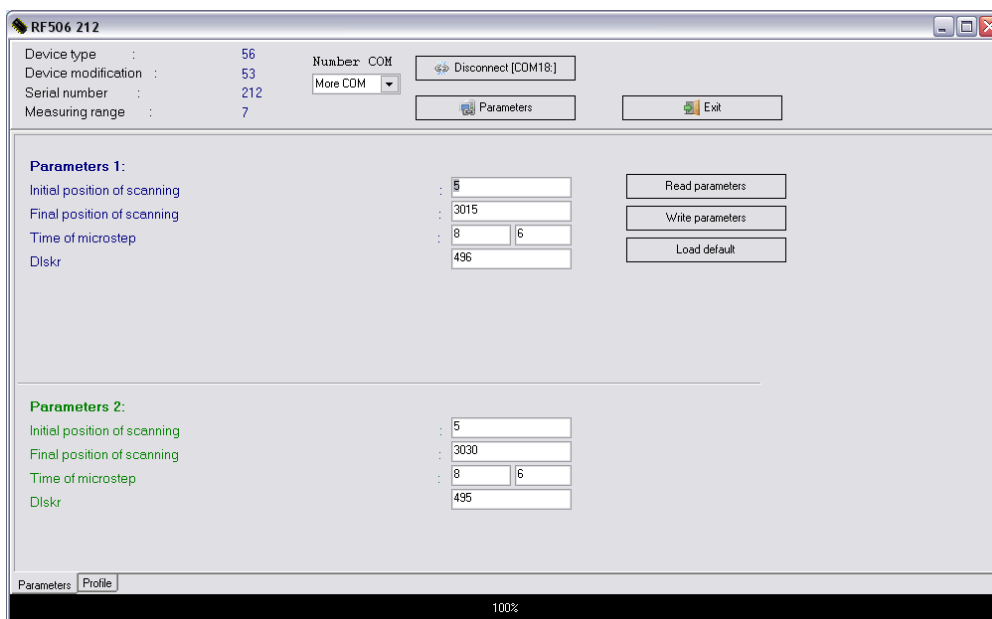 RF506 212
Device type : 56
Device modification : 53
Serial number : 212
Measuring range : 7
Number COM
More COM
Disconnect [COM18:]
Parameters
Exit
Parameters 1:
Initial position of scanning : 5
Final position of scanning : 3015
Time of microstep : 8 6
DIskr 496
Read parameters
Write parameters
Load default
Parameters 2:
Initial position of scanning : 5
Final position of scanning : 3030
Time of microstep : 8 6
DIskr 495
Parameters Profile
100%